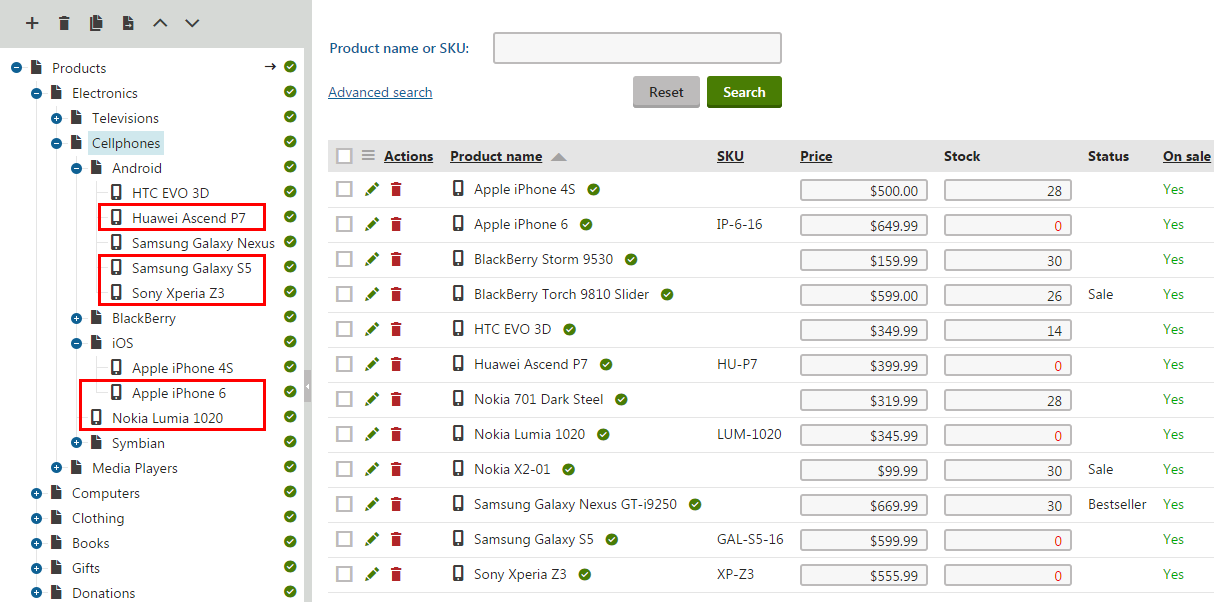 Products
Electronics
Televisions
Cellphones
Android
HTC EVO 3D
Huawei Ascend P7
Samsung Galaxy Nexus
Samsung Galaxy S5
Sony Xperia Z3
BlackBerry
iOS
Apple iPhone 4S
Apple iPhone 6
Nokia Lumia 1020
Symbian
Media Players
Computers
Clothing
Books
Gifts
Donations
Product name or SKU:
Advanced search Reset Search
Actions Product name SKU Price Stock Status On sale
Apple iPhone 4S $500.00 28 Yes
Apple iPhone 6 IP-6-16 $649.99 0 Yes
BlackBerry Storm 9530 $159.99 30 Yes
BlackBerry Torch 9810 Slider $599.00 26 Sale Yes
HTC EVO 3D $349.99 14 Yes
Huawei Ascend P7 HU-P7 $399.99 0 Yes
Nokia 701 Dark Steel $319.99 28 Yes
Nokia Lumia 1020 LUM-1020 $345.99 0 Yes
Nokia X2-01 $99.99 30 Sale Yes
Samsung Galaxy Nexus GT-i9250 $669.99 30 Bestseller Yes
Samsung Galaxy S5 GAL-S5-16 $599.99 0 Yes
Sony Xperia Z3 XP-Z3 $555.99 0 Yes